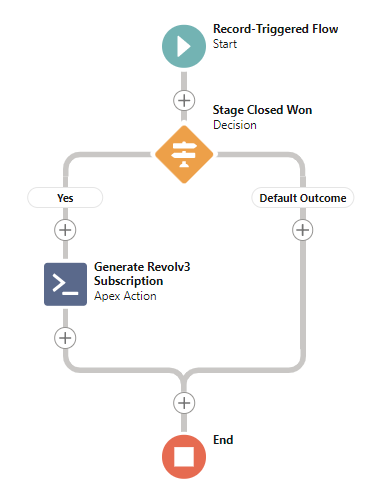 Record-Triggered Flow
Start
Stage Closed Won
Decision
Yes
Default Outcome
Generate Revolv3
Subscription
Apex Action
End